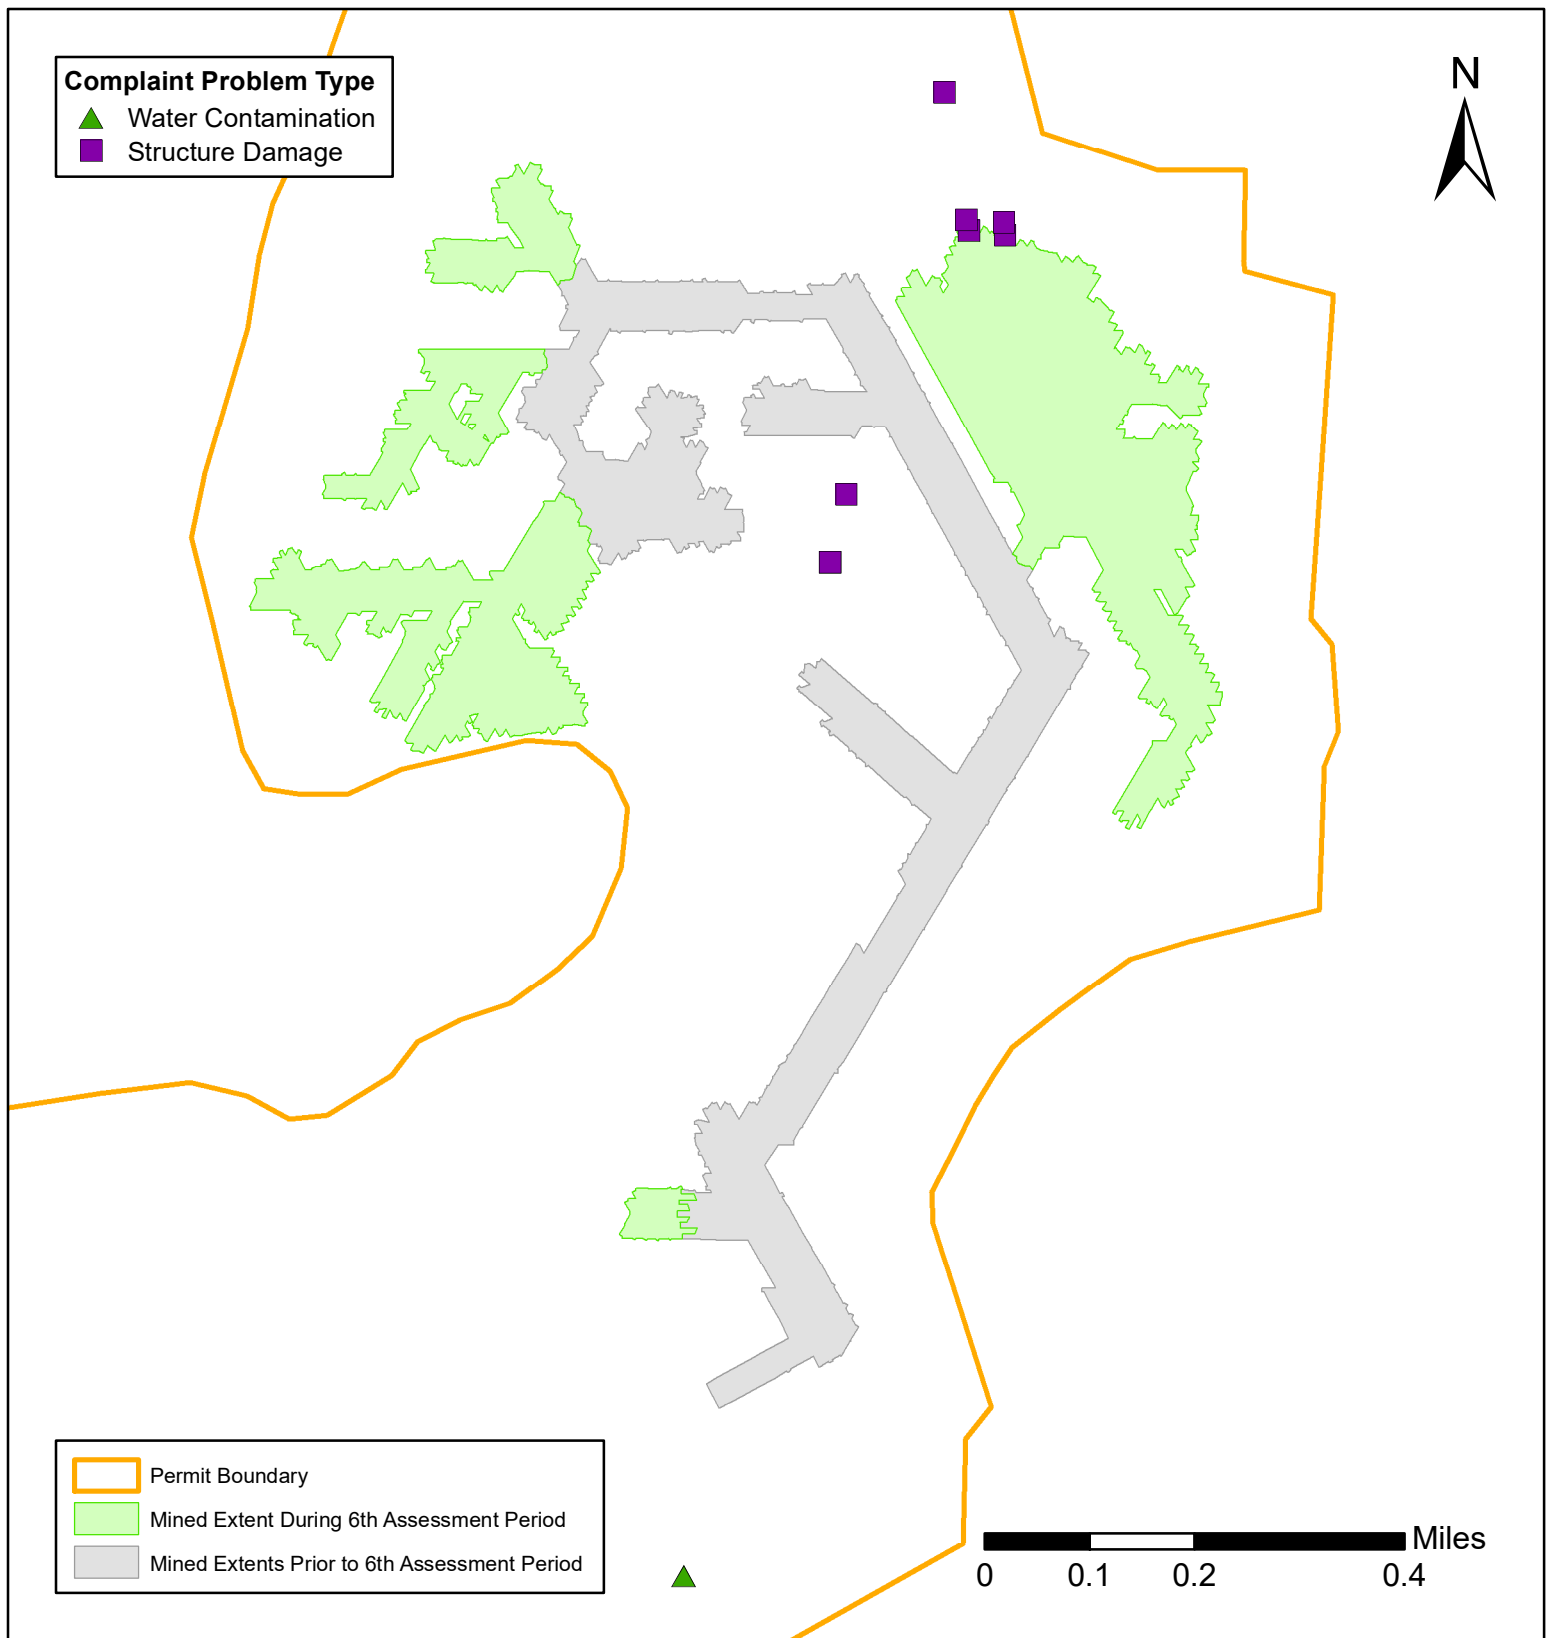 Complaint Problem Type
Water Contamination
Structure Damage
N
Permit Boundary
Mined Extent During 6th Assessment Period
Mined Extents Prior to 6th Assessment Period
Miles
0 0.1 0.2 0.4